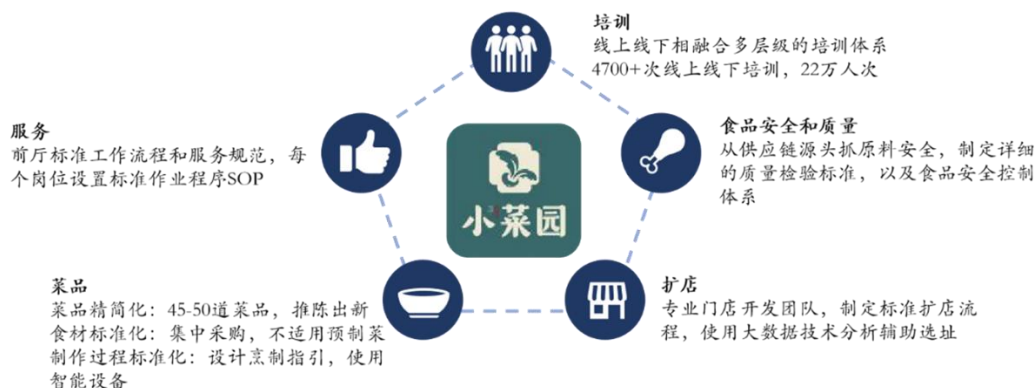 培训
线上线下相融合多层级的培训体系
4700+次线上线下培训，22万人次
服务
前厅标准工作流程和服务规范，每
个岗位设置标准作业程序SOP
食品安全和质量
从供应链源头抓原料安全，制定详细
的质量检验标准，以及食品安全控制
体系
小菜园
菜品
菜品精简化：45-50道菜品，推陈出新
食材标准化：集中采购，不适用预制菜
制作过程标准化：设计烹制指引，使用
智能设备
扩店
专业门店开发团队，制定标准扩店流
程，使用大数据技术分析辅助选址